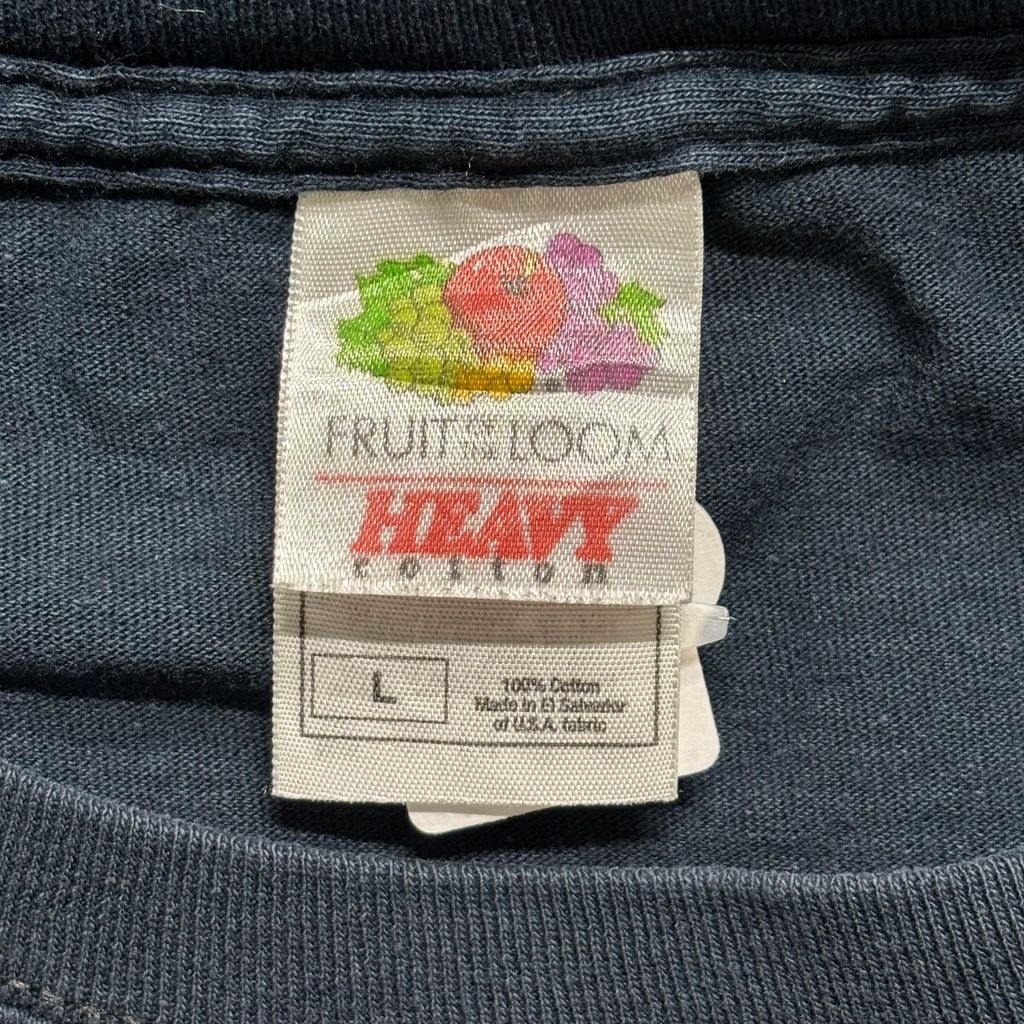 FRUIT OF THE LOOM
HEAVY
cotton
L
100% Cotton
Made in El Salvador
of U.S.A. fabric